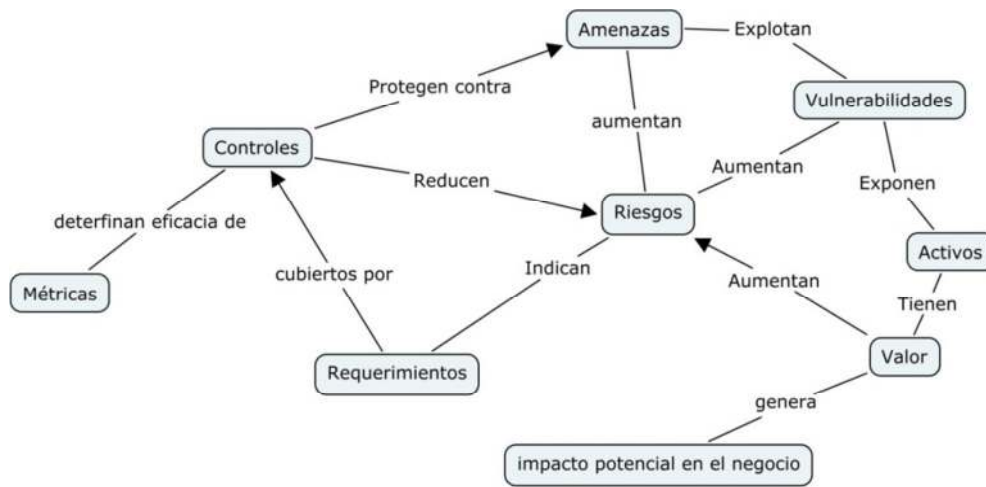 Amenazas
Explotan
Protegen contra
Vulnerabilidades
aumentan
Controles
Aumentan
Reducen
Exponen
Riesgos
deterfinan eficacia de
Activos
cubiertos por
Indican
Aumentan
Métricas
Tienen
Requerimientos
Valor
genera
impacto potencial en el negocio